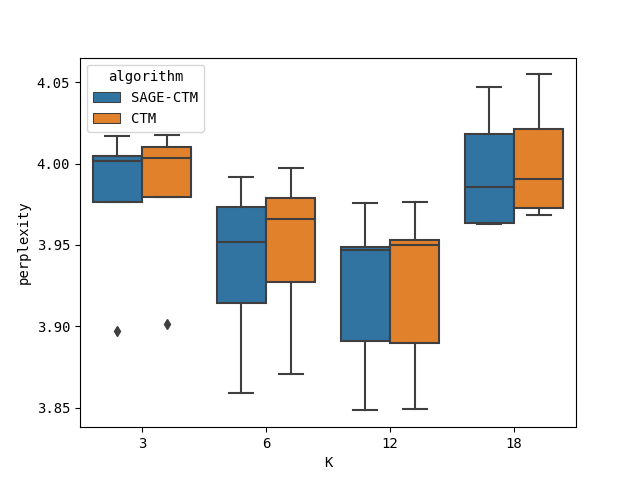 algorithm
SAGE-CTM
CTM
4.05
4.00
3.95
3.90
3.85
perplexity
3 6 12 18
K